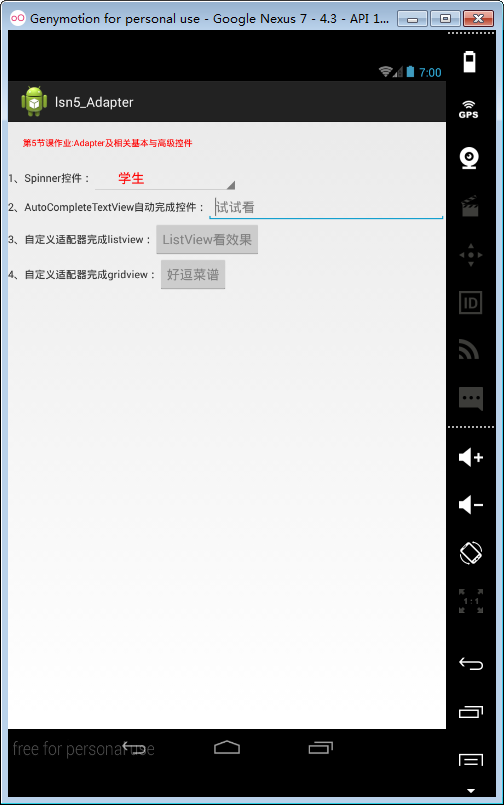 Genymotion for personal use - Google Nexus 7 - 4.3 - API 1...
7:00
lsn5_Adapter
GPS
第5节课作业:Adapter及相关基本与高级控件
1、Spinner控件： 学生
2、AutoCompleteTextView自动完成控件： 试试看
3、自定义适配器完成listview： ListView看效果
4、自定义适配器完成gridview： 好逗菜谱
ID
1:1
free for personal use